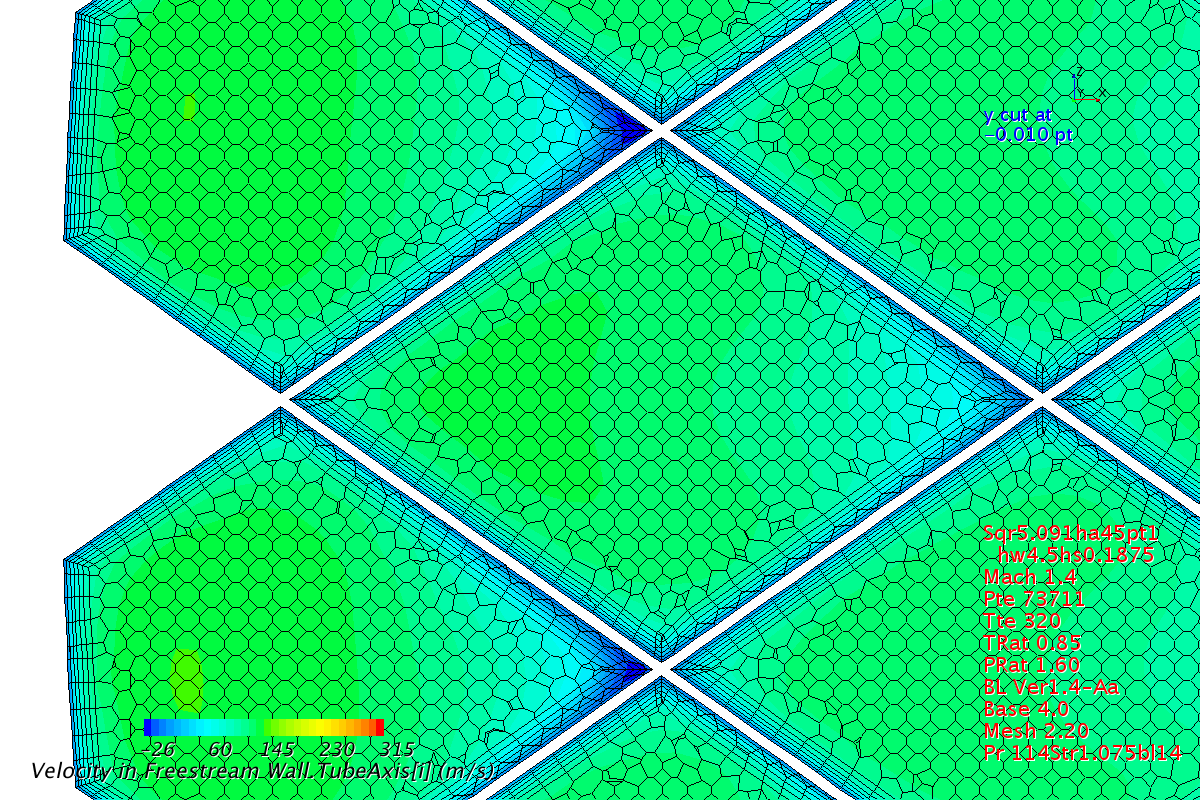 Z
Y X
y cut at
-0.010 pt
Sqr5.091ha45pt1
hw4.5hs0.1875
Mach 1.4
Pte 73711
Tte 320
TRat 0.85
PRat 1.60
BL Ver1.4-Aa
Base 4.0
Mesh 2.20
Pr 114Str1.075bl14
-26 60 145 230 315
Velocity in Freestream Wall.TubeAxis[i] (m/s)